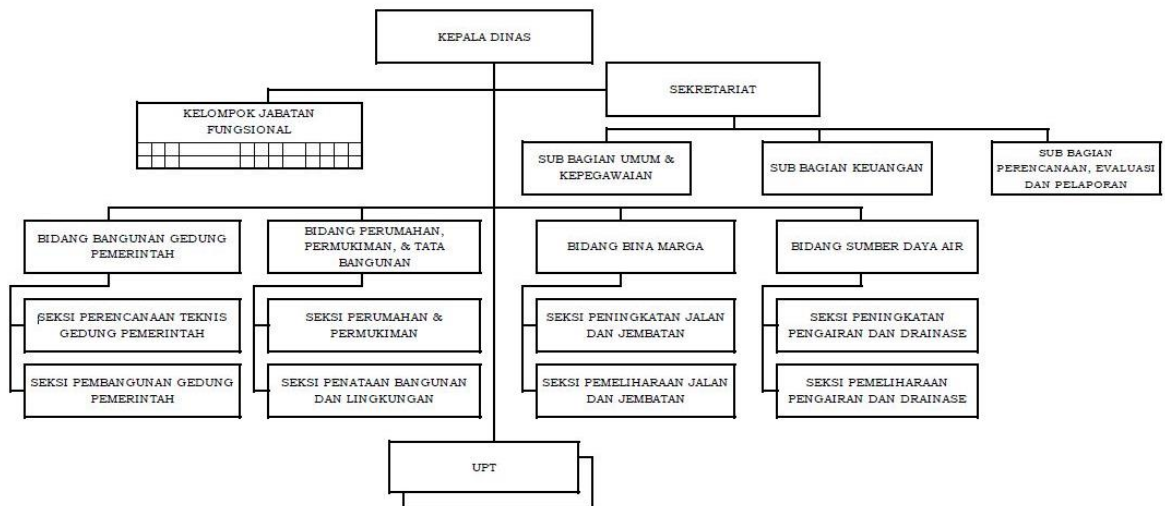 KEPALA DINAS
SEKRETARIAT
KELOMPOK JABATAN
FUNGSIONAL
SUB BAGIAN UMUM &
KEPEGAWAIAN
SUB BAGIAN KEUANGAN
SUB BAGIAN
PERENCANAAN, EVALUASI
DAN PELAPORAN
BIDANG BANGUNAN GEDUNG
PEMERINTAH
BIDANG PERUMAHAN,
PERMUKIMAN, & TATA
BANGUNAN
BIDANG BINA MARGA
BIDANG SUMBER DAYA AIR
SEKSI PERENCANAAN TEKNIS
GEDUNG PEMERINTAH
SEKSI PERUMAHAN &
PERMUKIMAN
SEKSI PENINGKATAN JALAN
DAN JEMBATAN
SEKSI PENINGKATAN
PENGAIRAN DAN DRAINASE
SEKSI PEMBANGUNAN GEDUNG
PEMERINTAH
SEKSI PENATAAN BANGUNAN
DAN LINGKUNGAN
SEKSI PEMELIHARAAN JALAN
DAN JEMBATAN
SEKSI PEMELIHARAAN
PENGAIRAN DAN DRAINASE
UPT